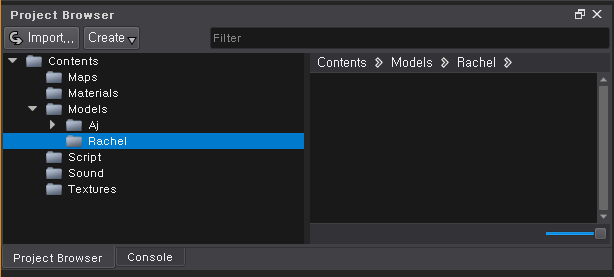 Project Browser
Import...
Create
Filter
Contents
Maps
Materials
Models
Aj
Rachel
Script
Sound
Textures
Contents Models Rachel
Project Browser
Console